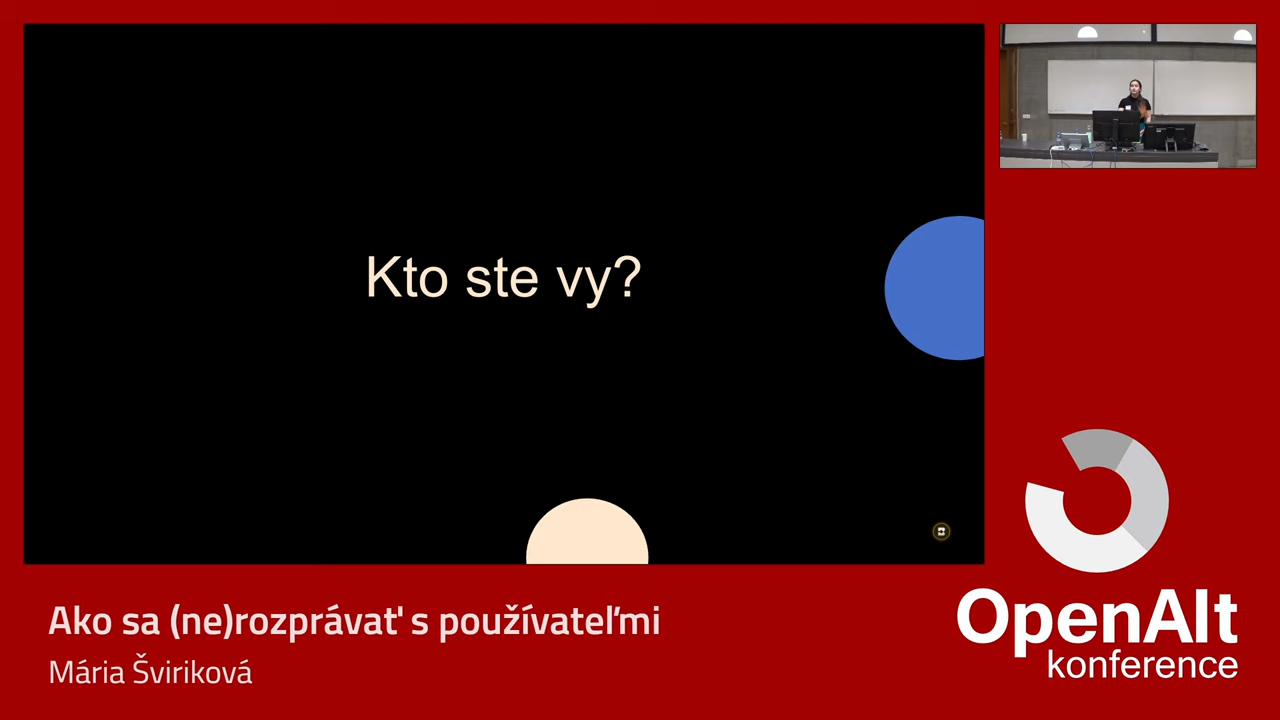 Kto ste vy?
Ako sa (ne)rozprávať s používateľmi
Mária Šviriková
OpenAlt
konference